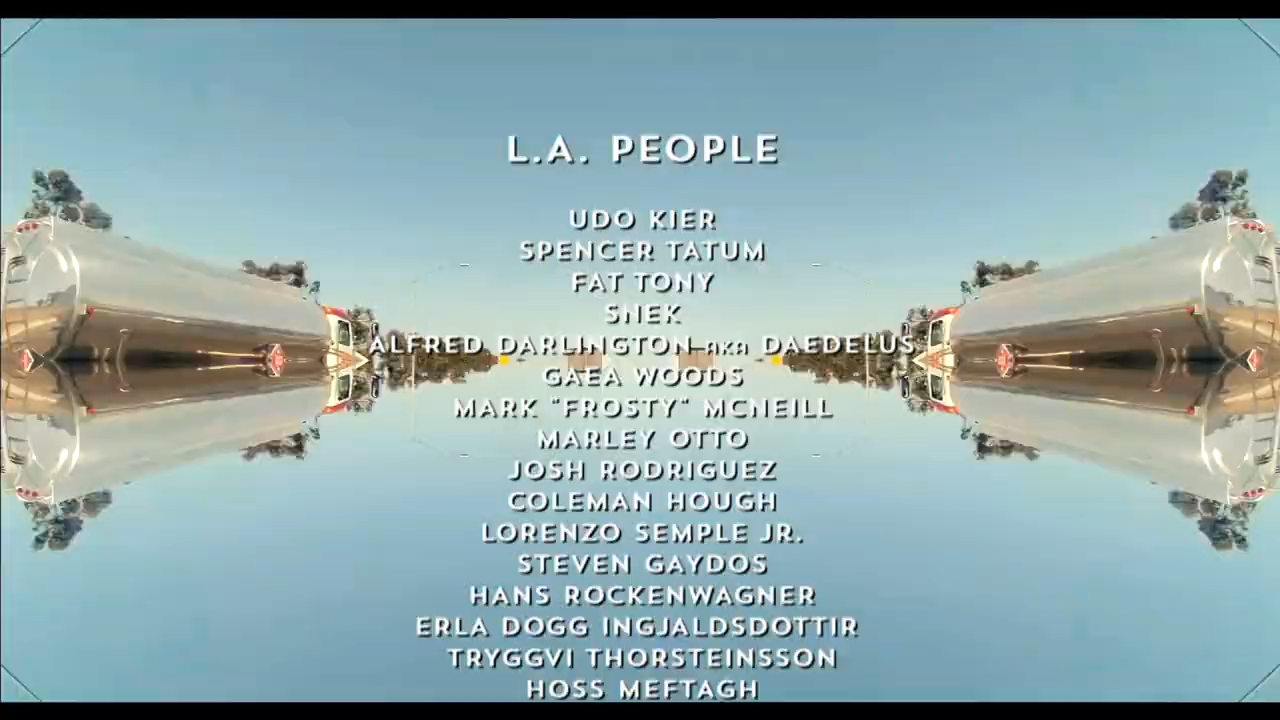 L.A. PEOPLE
UDO KIER
SPENCER TATUM
FAT TONY
SNEK
ALFRED DARLINGTON AKA DAEDELUS
GAEA WOODS
MARK "FROSTY" MCNEILL
MARLEY OTTO
JOSH RODRIGUEZ
COLEMAN HOUGH
LORENZO SEMPLE JR.
STEVEN GAYDOS
HANS ROCKENWAGNER
ERLA DOGG INGJALDSDOTTIR
TRYGGVI THORSTEINSSON
HOSS MEFTAGH